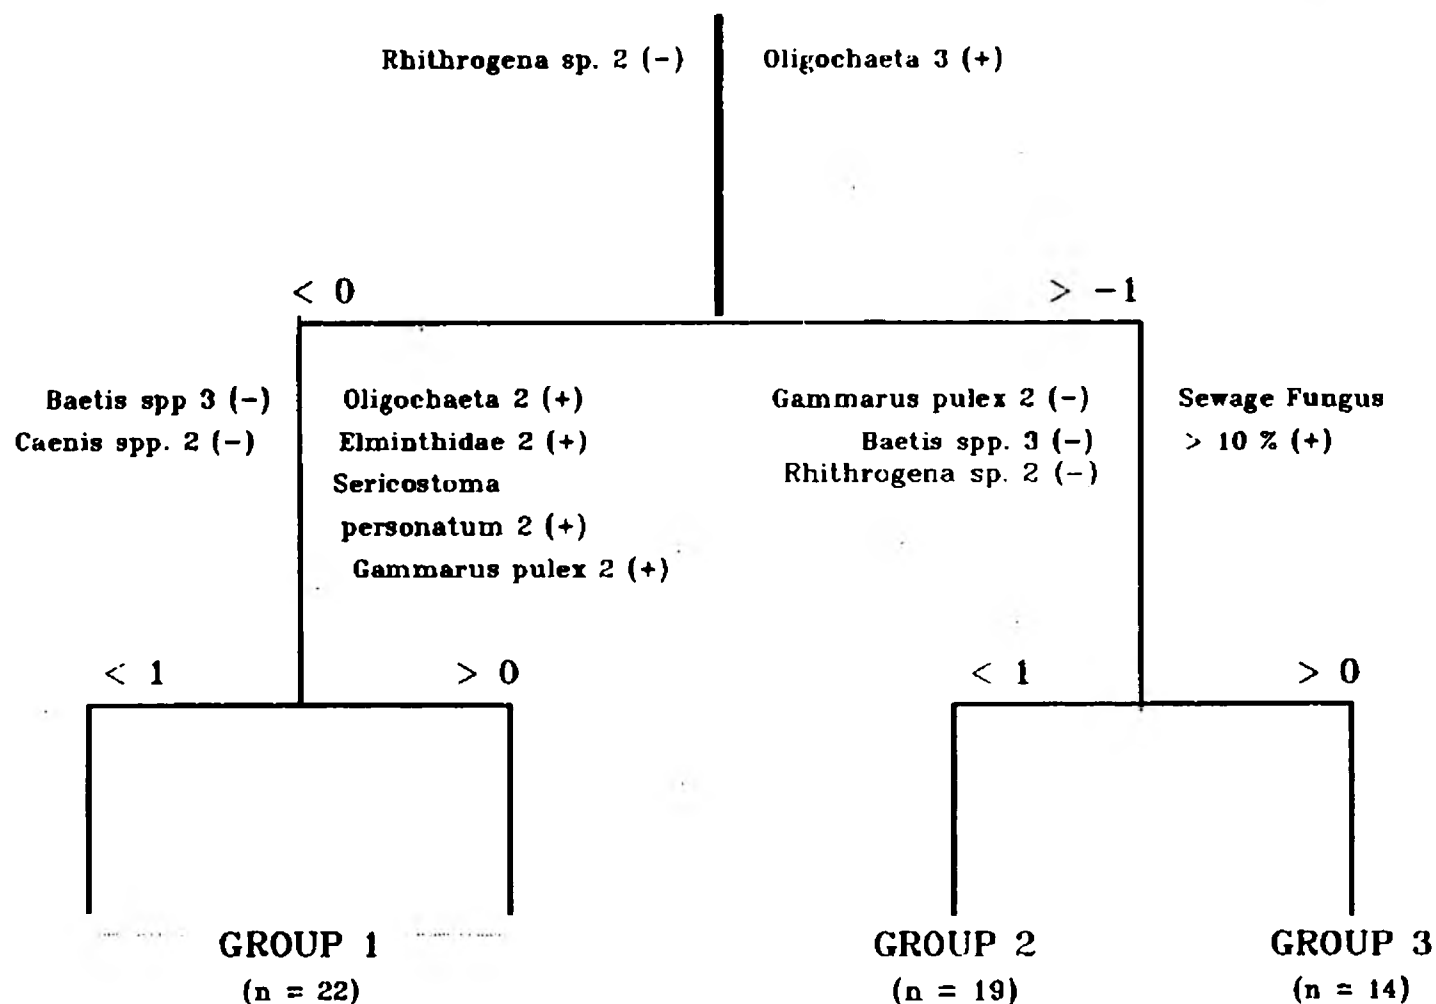 Rhithrogena sp. 2 (-)
Oligochaeta 3 (+)
< 0
> -1
Baetis spp 3 (-)
Caenis spp. 2 (-)
Oligochaeta 2 (+)
Elminthidae 2 (+)
Sericostoma
personatum 2 (+)
Gammarus pulex 2 (+)
Gammarus pulex 2 (-)
Baetis spp. 3 (-)
Rhithrogena sp. 2 (-)
Sewage Fungus
> 10 % (+)
< 1
> 0
< 1
> 0
GROUP 1
(n = 22)
GROUP 2
(n = 19)
GROUP 3
(n = 14)